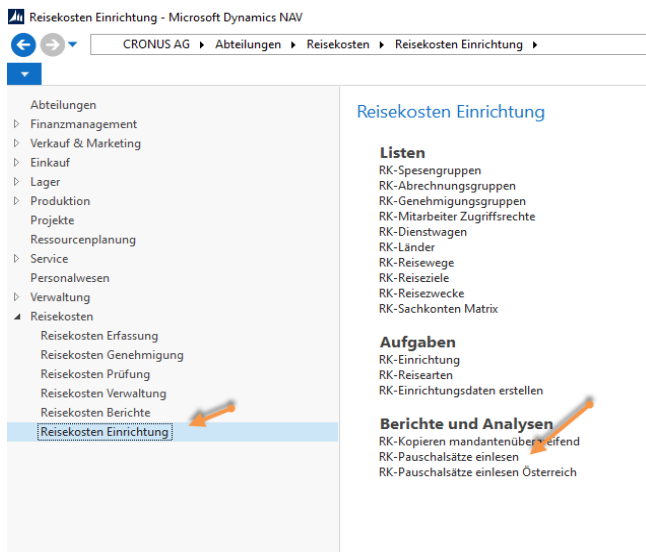 Reisekosten Einrichtung - Microsoft Dynamics NAV
CRONUS AG ▸ Abteilungen ▸ Reisekosten ▸ Reisekosten Einrichtung ▸
Abteilungen
Finanzmanagement
Verkauf & Marketing
Einkauf
Lager
Produktion
Projekte
Ressourcenplanung
Service
Personalwesen
Verwaltung
Reisekosten
Reisekosten Erfassung
Reisekosten Genehmigung
Reisekosten Prüfung
Reisekosten Verwaltung
Reisekosten Berichte
Reisekosten Einrichtung
Reisekosten Einrichtung
Listen
RK-Spesengruppen
RK-Abrechnungsgruppen
RK-Genehmigungsgruppen
RK-Mitarbeiter Zugriffsrechte
RK-Dienstwagen
RK-Länder
RK-Reisewege
RK-Reiseziele
RK-Reisezwecke
RK-Sachkonten Matrix
Aufgaben
RK-Einrichtung
RK-Reisearten
RK-Einrichtungsdaten erstellen
Berichte und Analysen
RK-Kopieren mandantenübergreifend
RK-Pauschalsätze einlesen
RK-Pauschalsätze einlesen Österreich